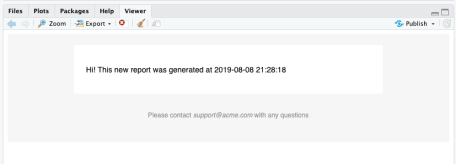 Files Plots Packages Help Viewer
Zoom Export Publish
Hi! This new report was generated at 2019-08-08 21:28:18
Please contact support@acme.com with any questions